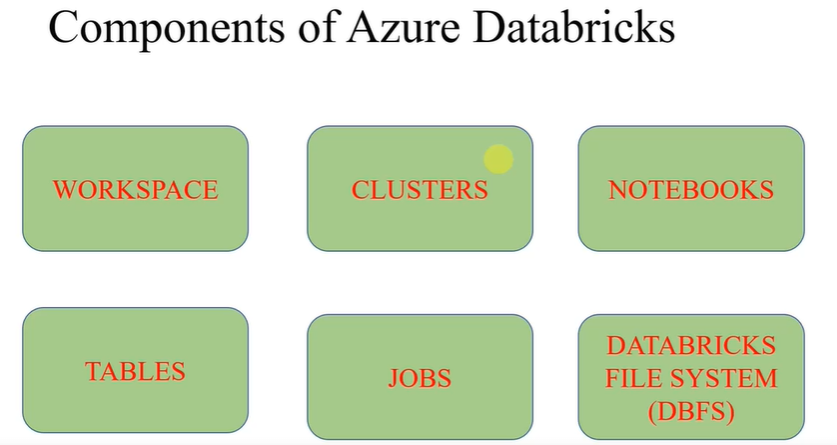 Components of Azure Databricks
WORKSPACE
CLUSTERS
NOTEBOOKS
TABLES
JOBS
DATABRICKS
FILE SYSTEM
(DBFS)